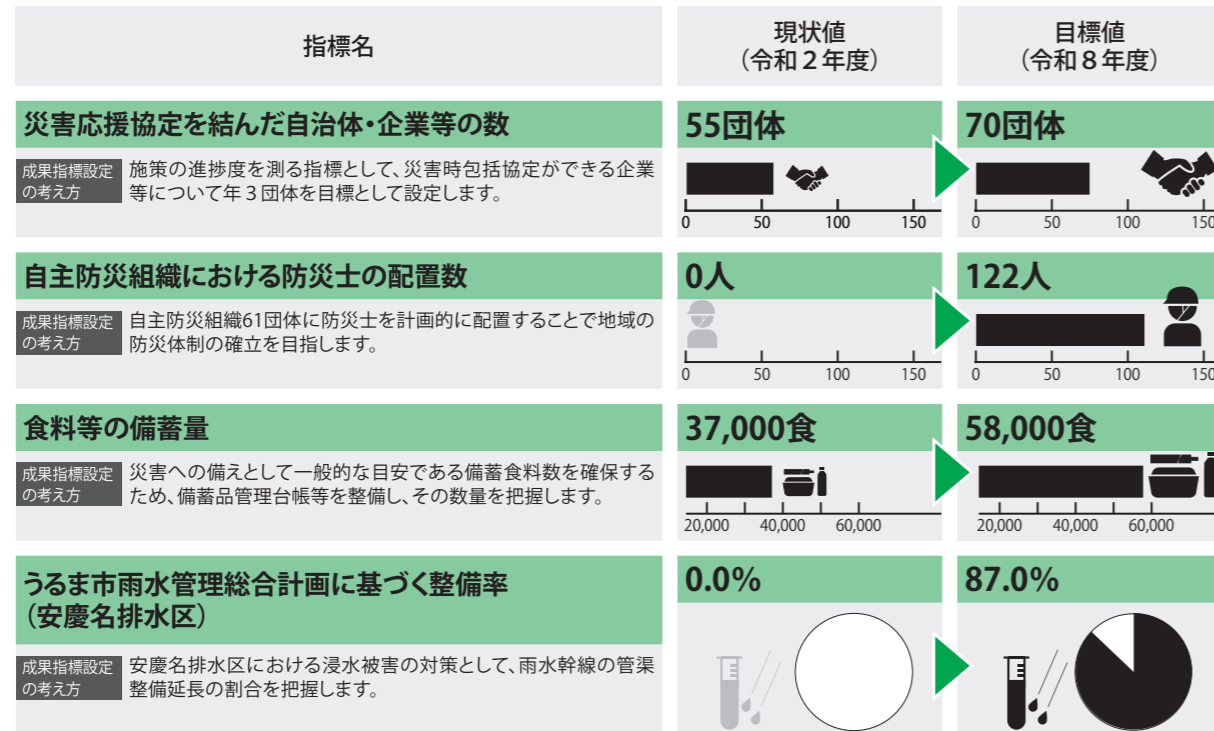 指標名
現状値
（令和２年度）
目標値
（令和８年度）
災害応援協定を結んだ自治体・企業等の数
55団体
70団体
成果指標設定
の考え方
施策の進捗度を測る指標として、災害時包括協定ができる企業
等について年３団体を目標として設定します。
0 50 100 150
0 50 100 150
自主防災組織における防災士の配置数
0人
122人
成果指標設定
の考え方
自主防災組織61団体に防災士を計画的に配置することで地域の
防災体制の確立を目指します。
0 50 100 150
0 50 100 150
食料等の備蓄量
37,000食
58,000食
成果指標設定
の考え方
災害への備えとして一般的な目安である備蓄食料数を確保する
ため、備蓄品管理台帳等を整備し、その数量を把握します。
20,000 40,000 60,000
20,000 40,000 60,000
うるま市雨水管理総合計画に基づく整備率
（安慶名排水区）
0.0%
87.0%
成果指標設定
の考え方
安慶名排水区における浸水被害の対策として、雨水幹線の管渠
整備延長の割合を把握します。